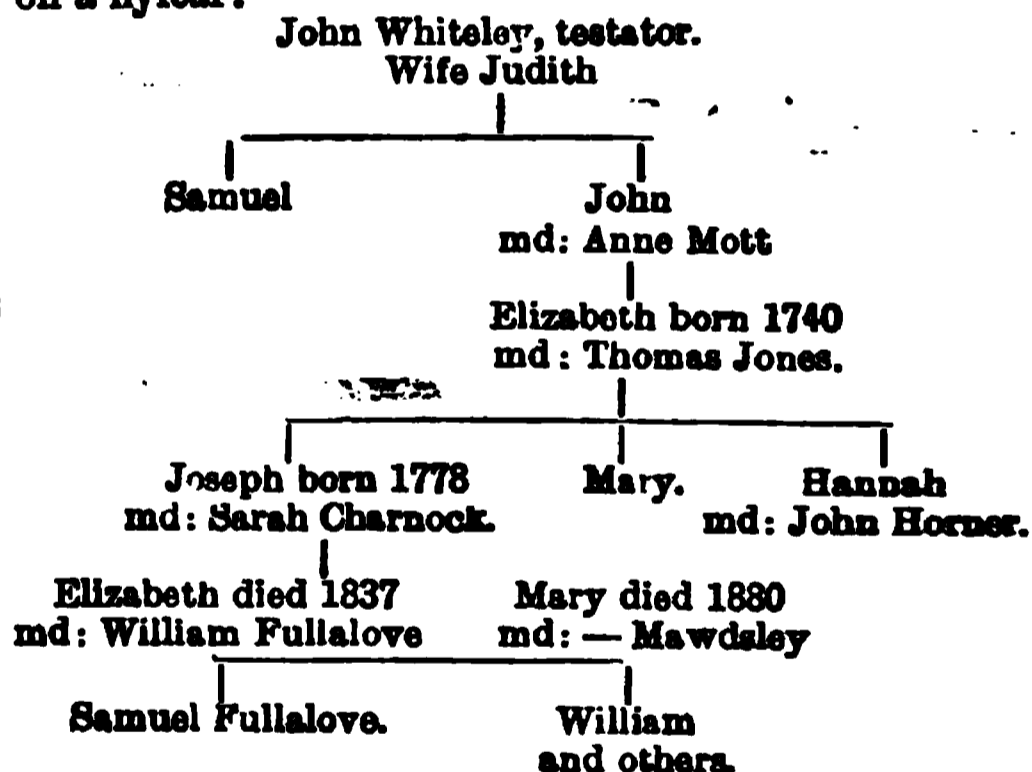 John Whiteley, testator.
Wife Judith
Samuel John
md: Anne Mott
Elizabeth born 1740
md: Thomas Jones.
Joseph born 1778 Mary. Hannah
md: Sarah Charnock. md: John Horner.
Elizabeth died 1837 Mary died 1880
md: William Fullalove md: — Mawdsley
Samuel Fullalove. William
and others.